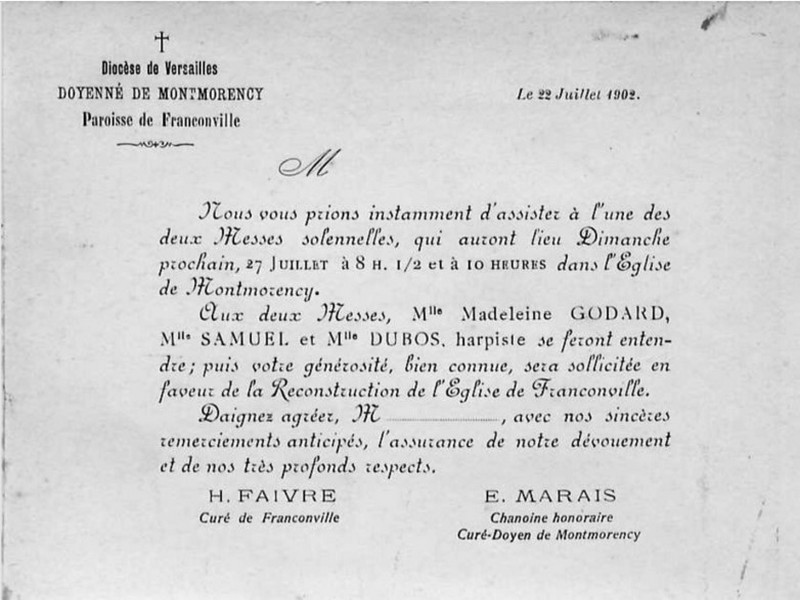 Diocèse de Versailles
DOYENNÉ DE MONTMORENCY
Paroisse de Franconville
Le 22 Juillet 1902.
M
Nous vous prions instamment d'assister à l'une des
deux Messes solennelles, qui auront lieu Dimanche
prochain, 27 JUILLET à 8 H. 1/2 et à 10 HEURES dans l'Eglise
de Montmorency.
Aux deux Messes, Mlle Madeleine GODARD,
Mlle SAMUEL et Mlle DUBOS, harpiste se feront enten-
dre ; puis votre générosité, bien connue, sera sollicitée en
faveur de la Reconstruction de l'Eglise de Franconville.
Daignez agréer, M ............................, avec nos sincères
remerciements anticipés, l'assurance de notre dévouement
et de nos très profonds respects.
H. FAIVRE
Curé de Franconville
E. MARAIS
Chanoine honoraire
Curé-Doyen de Montmorency